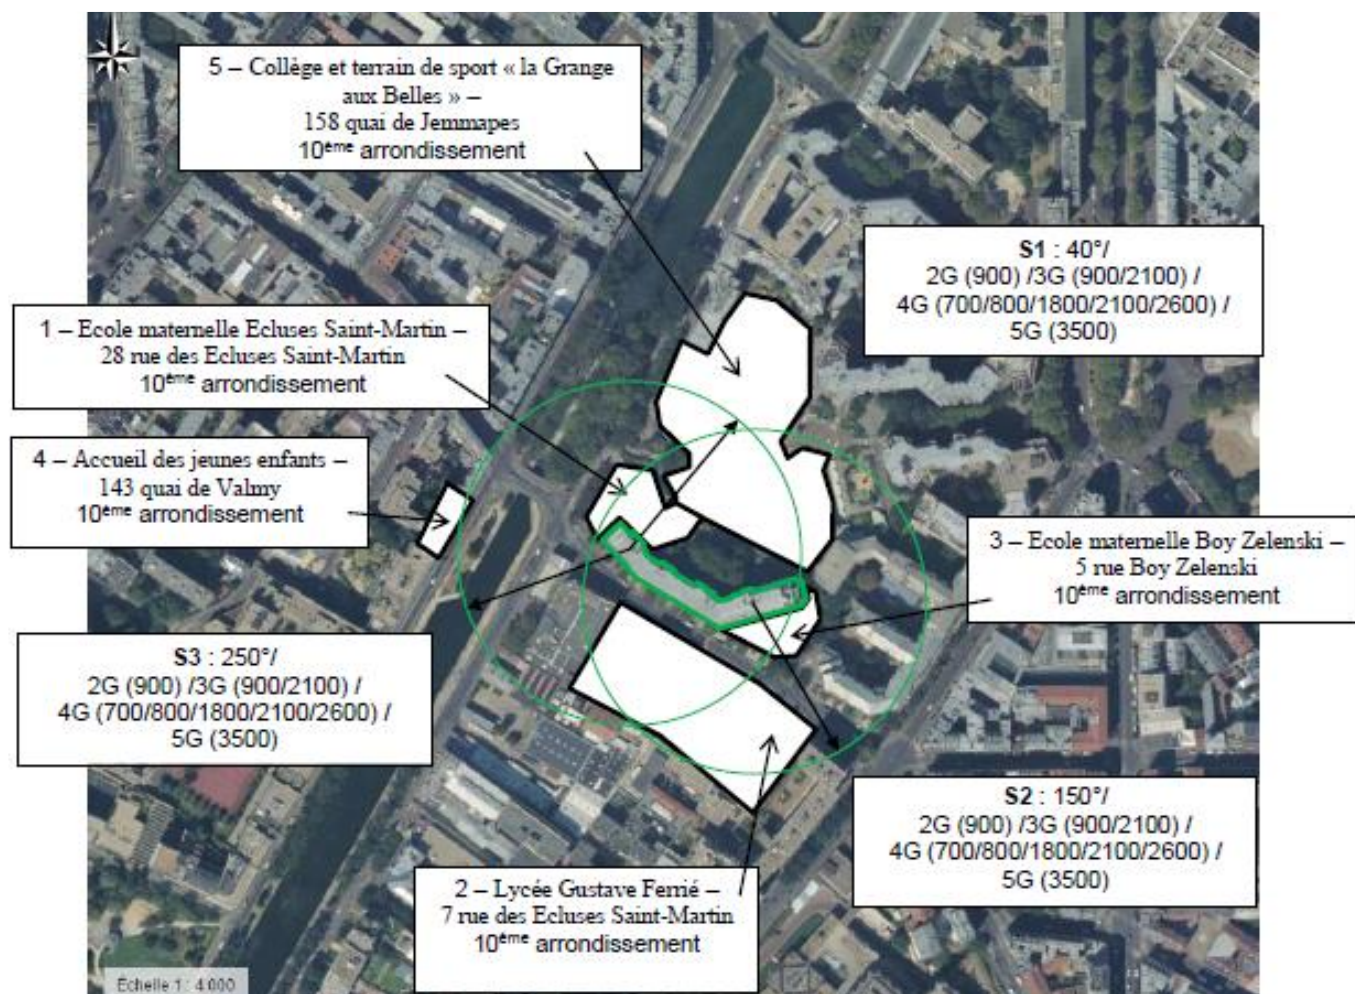 5 – Collège et terrain de sport « la Grange
aux Belles » –
158 quai de Jemmapes
10ème arrondissement
S1 : 40°/
2G (900) /3G (900/2100) /
4G (700/800/1800/2100/2600) /
5G (3500)
1 – Ecole maternelle Ecluses Saint-Martin –
28 rue des Ecluses Saint-Martin
10ème arrondissement
4 – Accueil des jeunes enfants –
143 quai de Valmy
10ème arrondissement
3 – Ecole maternelle Boy Zelenski –
5 rue Boy Zelenski
10ème arrondissement
S3 : 250°/
2G (900) /3G (900/2100) /
4G (700/800/1800/2100/2600) /
5G (3500)
S2 : 150°/
2G (900) /3G (900/2100) /
4G (700/800/1800/2100/2600) /
5G (3500)
2 – Lycée Gustave Ferrié –
7 rue des Ecluses Saint-Martin
10ème arrondissement
Échelle 1 : 4 000